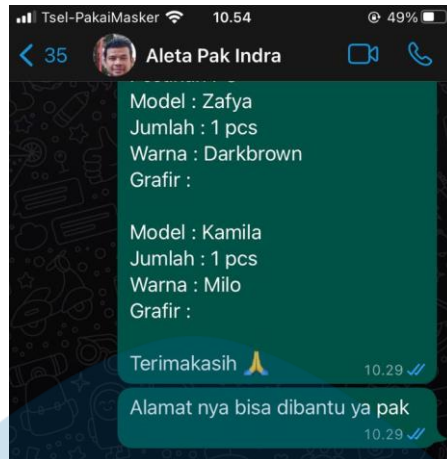 Tsel-PakaiMasker 10.54 49%
35 Aleta Pak Indra
Model : Zafya
Jumlah : 1 pcs
Warna : Darkbrown
Grafir :
Model : Kamila
Jumlah : 1 pcs
Warna : Milo
Grafir :
Terimakasih 🙏 10.29
Alamat nya bisa dibantu ya pak
10.29